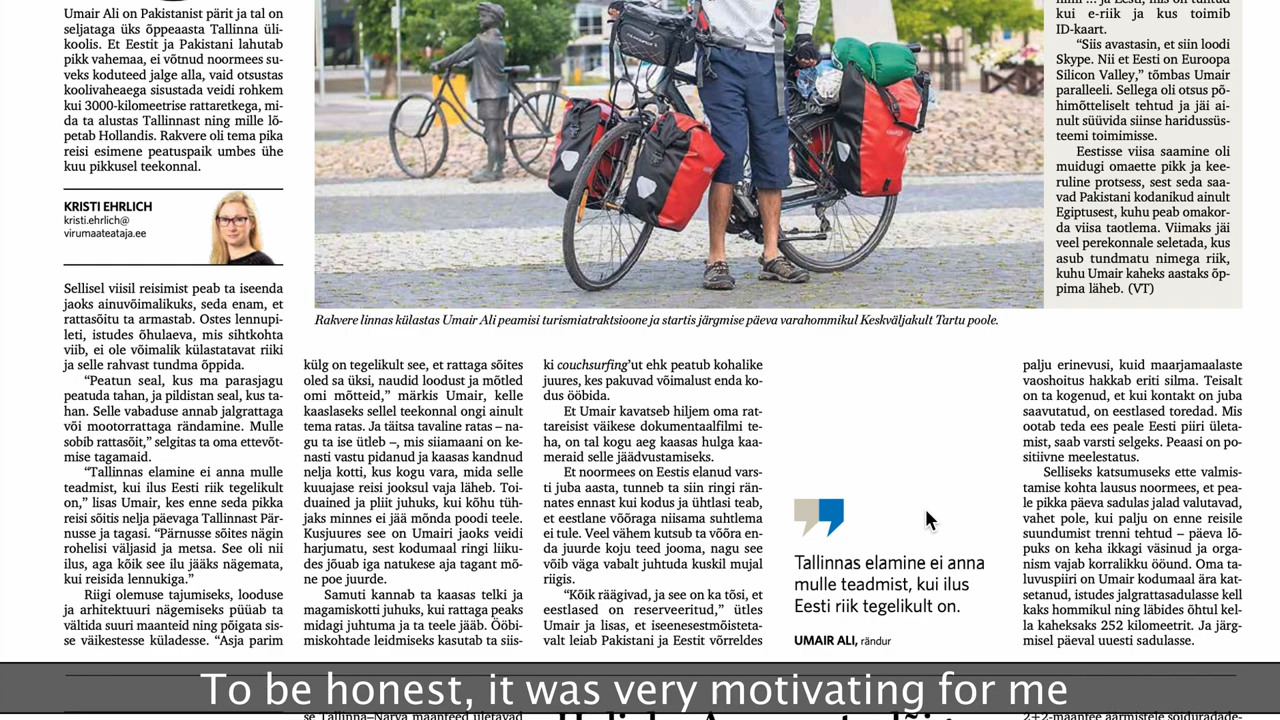 Umair Ali on Pakistanist pärit ja tal on
seljataga üks õppeaasta Tallinna üli-
koolis. Et Eestit ja Pakistani lahutab
pikk vahemaa, ei võtnud noormees su-
veks koduteed jalge alla, vaid otsustas
koolivaheaega sisustada veidi rohkem
kui 3000-kilomeetrise rattaretkega, mi-
da ta alustas Tallinnast ning mille lõ-
petab Hollandis. Rakvere oli tema pika
reisi esimene peatuspaik umbes ühe
kuu pikkusel teekonnal.
KRISTI EHRLICH
kristi.ehrlich@
virumaateataja.ee
Sellisel viisil reisimist peab ta iseenda
jaoks ainuvõimalikuks, seda enam, et
rattasõitu ta armastab. Ostes lennupi-
leti, istudes õhulaeva, mis sihtkohta
viib, ei ole võimalik külastatavat riiki
ja selle rahvast tundma õppida.
“Peatun seal, kus ma parasjagu
peatuda tahan, ja pildistan seal, kus ta-
han. Selle vabaduse annab jalgrattaga
või mootorrattaga rändamine. Mulle
sobib rattasõit,” selgitas ta oma ettevõt-
mise tagamaid.
“Tallinnas elamine ei anna mulle
teadmist, kui ilus Eesti riik tegelikult
on,” lisas Umair, kes enne seda pikka
reisi sõitis nelja päevaga Tallinnast Pär-
nusse ja tagasi. “Pärnusse sõites nägin
rohelisi väljasid ja metsa. See oli nii
ilus, aga kõik see ilu jääks nägemata,
kui reisida lennukiga.”
Riigi olemuse tajumiseks, looduse
ja arhitektuuri nägemiseks püüab ta
vältida suuri maanteid ning põigata sis-
se väikestesse küladesse. “Asja parim
külg on tegelikult see, et rattaga sõites
oled sa üksi, naudid loodust ja mõtled
omi mõtteid,” märkis Umair, kelle
kaaslaseks sellel teekonnal ongi ainult
tema ratas. Ja täitsa tavaline ratas – na-
gu ta ise ütleb –, mis siiamaani on ke-
nasti vastu pidanud ja kaasas kandnud
nelja kotti, kus kogu vara, mida selle
kuuajase reisi jooksul vaja läheb. Toi-
duained ja pliit juhuks, kui kõhu tüh-
jaks minnes ei jää mõnda poodi teele.
Kusjuures see on Umairi jaoks veidi
harjumatu, sest kodumaal ringi liiku-
des jõuab iga natukese aja tagant mõ-
ne poe juurde.
Samuti kannab ta kaasas telki ja
magamiskotti juhuks, kui rattaga peaks
midagi juhtuma ja ta teele jääb. Ööbi-
miskohtade leidmiseks kasutab ta siis-
ki couchsurfing’ut ehk peatub kohalike
juures, kes pakuvad võimalust enda ko-
dus ööbida.
Et Umair kavatseb hiljem oma rat-
tareisist väikese dokumentaalfilmi te-
ha, on tal kogu aeg kaasas hulga kaa-
meraid selle jäädvustamiseks.
Et noormees on Eestis elanud vars-
ti juba aasta, tunneb ta siin ringi rän-
nates ennast kui kodus ja ühtlasi teab,
et eestlane võõraga niisama suhtlema
ei tule. Veel vähem kutsub ta võõra en-
da juurde koju teed jooma, nagu see
võib väga vabalt juhtuda kuskil mujal
riigis.
“Kõik räägivad, ja see on ka tõsi, et
eestlased on reserveeritud,” ütles
Umair ja lisas, et iseenesestmõisteta-
valt leiab Pakistani ja Eestit võrreldes
Tallinnas elamine ei anna
mulle teadmist, kui ilus
Eesti riik tegelikult on.
UMAIR ALI, rändur
palju erinevusi, kuid maarjamaalaste
vaoshoitus hakkab eriti silma. Teisalt
on ta kogenud, et kui kontakt on juba
saavutatud, on eestlased toredad. Mis
ootab teda ees peale Eesti piiri ületa-
mist, saab varsti selgeks. Peaasi on po-
sitiivne meelestatus.
Selliseks katsumuseks ette valmis-
tamise kohta lausus noormees, et pea-
le pikka päeva sadulas jalad valutavad,
vahet pole, kui palju on enne reisile
suundumist trenni tehtud – päeva lõ-
puks on keha ikkagi väsinud ja orga-
nism vajab korralikku ööund. Oma ta-
luvuspiiri on Umair kodumaal ära kat-
setanud, istudes jalgrattasadulasse kell
kaks hommikul ning läbides õhtul kel-
la kaheksaks 252 kilomeetrit. Ja järg-
misel päeval uuesti sadulasse.
Rakvere linnas külastas Umair Ali peamisi turismiatraktsioone ja startis järgmise päeva varahommikul Keskväljakult Tartu poole.
kui e-riik ja kus toimib
ID-kaart.
“Siis avastasin, et siin loodi
Skype. Nii et Eesti on Euroopa
Silicon Valley,” tõmbas Umair
paralleeli. Sellega oli otsus põ-
himõtteliselt tehtud ja jäi ai-
nult süüvida siinse haridussüs-
teemi toimimisse.
Eestisse viisa saamine oli
muidugi omaette pikk ja kee-
ruline protsess, sest seda saa-
vad Pakistani kodanikud ainult
Egiptusest, kuhu peab omakor-
da viisa taotlema. Viimaks jäi
veel perekonnale seletada, kus
asub tundmatu nimega riik,
kuhu Umair kaheks aastaks õp-
pima läheb. (VT)
To be honest, it was very motivating for me